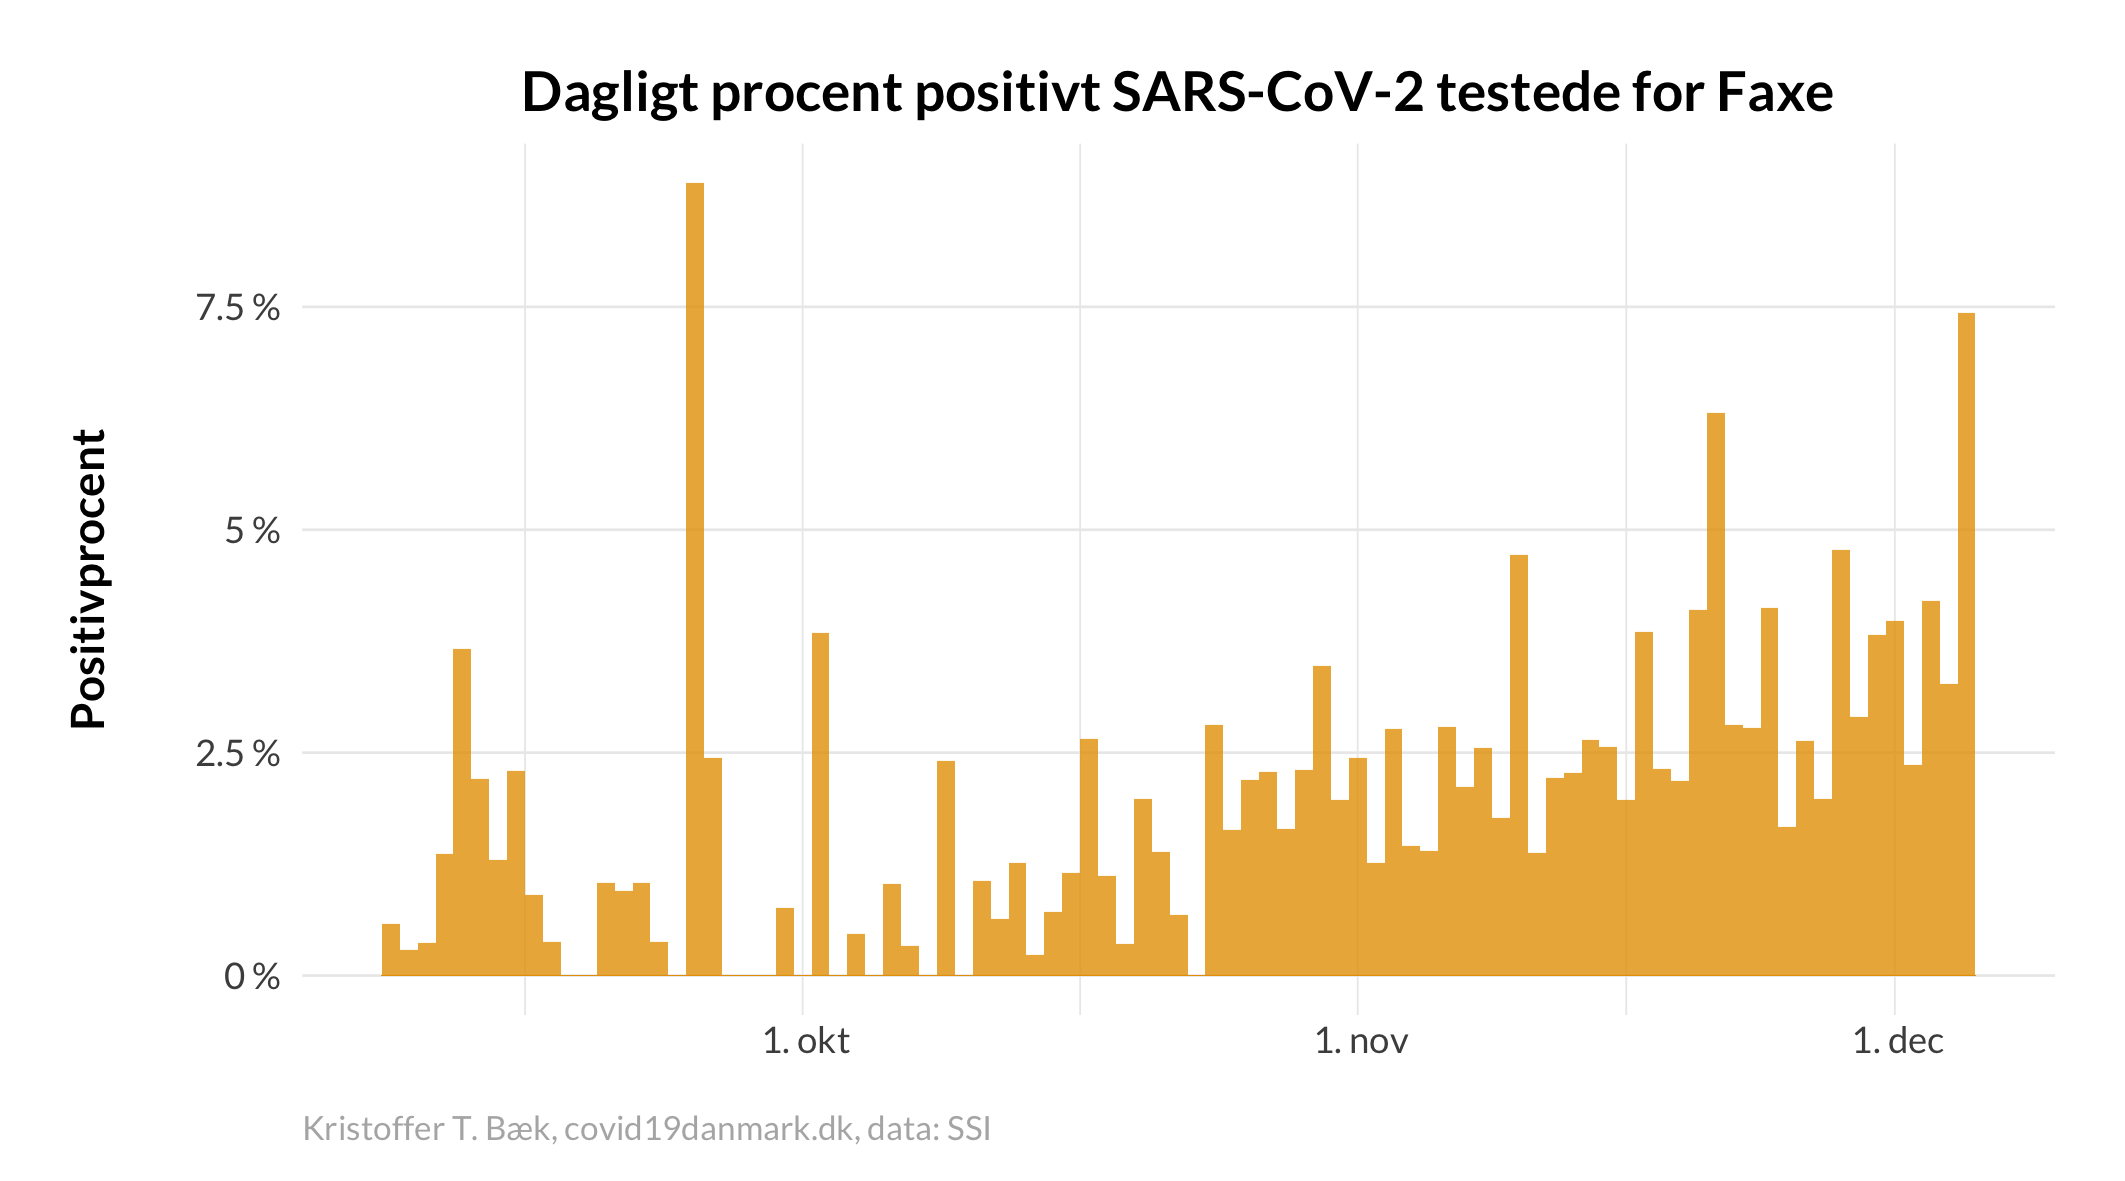 Dagligt procent positivt SARS-CoV-2 testede for Faxe
Positivprocent
7.5 %
5 %
2.5 %
0 %
1. okt
1. nov
1. dec
Kristoffer T. Bæk, covid19danmark.dk, data: SSI